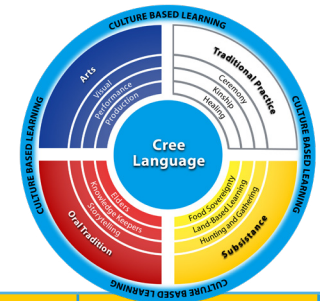 CULTURE BASED LEARNING
Arts
Visual
Performance
Production
Traditional Practice
Ceremony
Kinship
Healing
CULTURE BASED LEARNING
CULTURE BASED LEARNING
Cree
Language
Elders
Knowledge Keepers
Storytelling
Oral Tradition
Food Sovereignty
Land-Based Learning
Hunting and Gathering
Subsistance
CULTURE BASED LEARNING